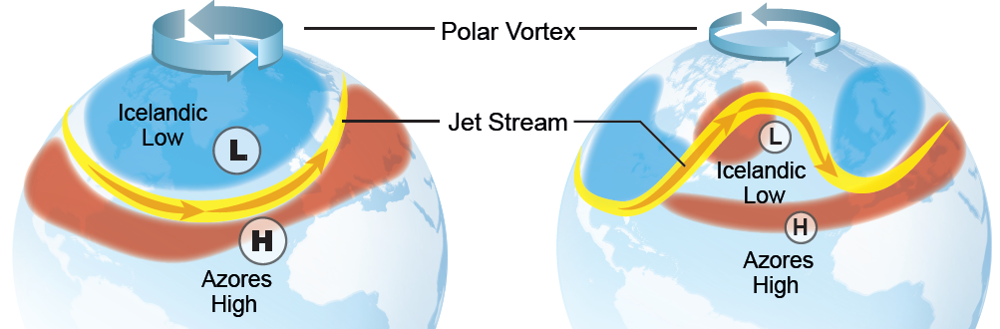 Polar Vortex
Icelandic
Low
L
Jet Stream
H
Azores
High
L
Icelandic
Low
H
Azores
High